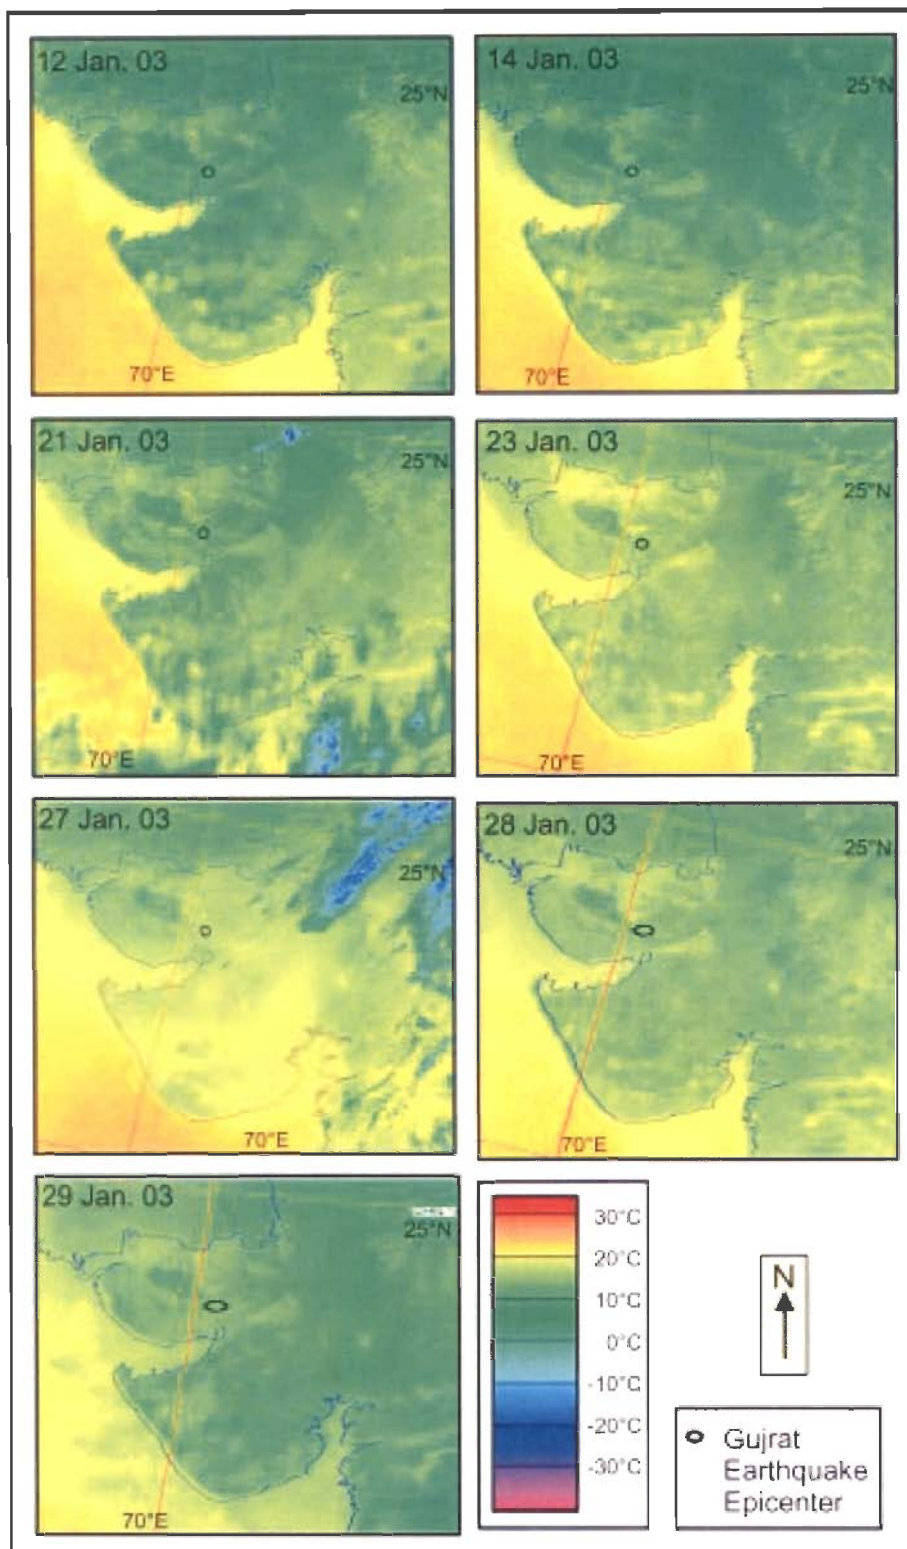 12 Jan. 03
25°N
70°E
14 Jan. 03
25°N
70°E
21 Jan. 03
25°N
70°E
23 Jan. 03
25°N
70°E
27 Jan. 03
25°N
70°E
28 Jan. 03
25°N
70°E
29 Jan. 03
25°N
70°E
30°C
20°C
10°C
0°C
-10°C
-20°C
-30°C
N
Gujrat
Earthquake
Epicenter